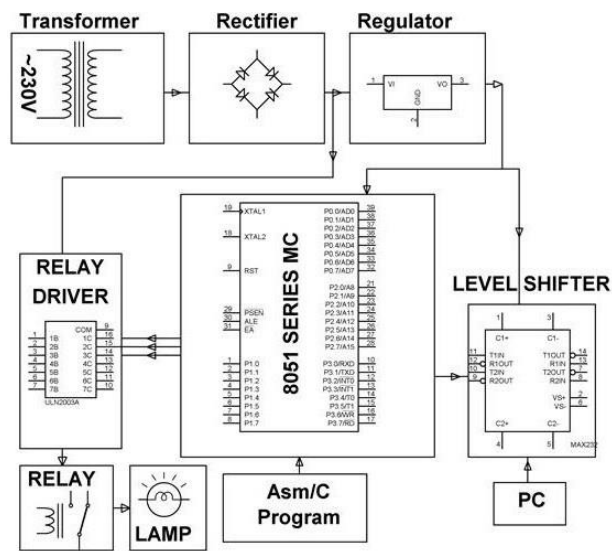 Transformer
Rectifier
Regulator
~230V
1 VI VO 3
GND
2
8051 SERIES MC
19 XTAL1
18 XTAL2
9 RST
29 PSEN
30 ALE
31 EA
1 P1.0
2 P1.1
3 P1.2
4 P1.3
5 P1.4
6 P1.5
7 P1.6
8 P1.7
P0.0/AD0 39
P0.1/AD1 38
P0.2/AD2 37
P0.3/AD3 36
P0.4/AD4 35
P0.5/AD5 34
P0.6/AD6 33
P0.7/AD7 32
P2.0/A8 21
P2.1/A9 22
P2.2/A10 23
P2.3/A11 24
P2.4/A12 25
P2.5/A13 26
P2.6/A14 27
P2.7/A15 28
P3.0/RXD 10
P3.1/TXD 11
P3.2/INT0 12
P3.3/INT1 13
P3.4/T0 14
P3.5/T1 15
P3.6/WR 16
P3.7/RD 17
RELAY
DRIVER
COM 9
1 1B 1C 16
2 2B 2C 15
3 3B 3C 14
4 4B 4C 13
5 5B 5C 12
6 6B 6C 11
7 7B 7C 10
ULN2003A
LEVEL SHIFTER
1 3
C1+ C1-
11 T1IN T1OUT 14
12 R1OUT R1IN 13
10 T2IN T2OUT 7
9 R2OUT R2IN 8
VS+ 2
VS- 6
C2+ C2-
4 5
MAX232
RELAY
LAMP
Asm/C
Program
PC